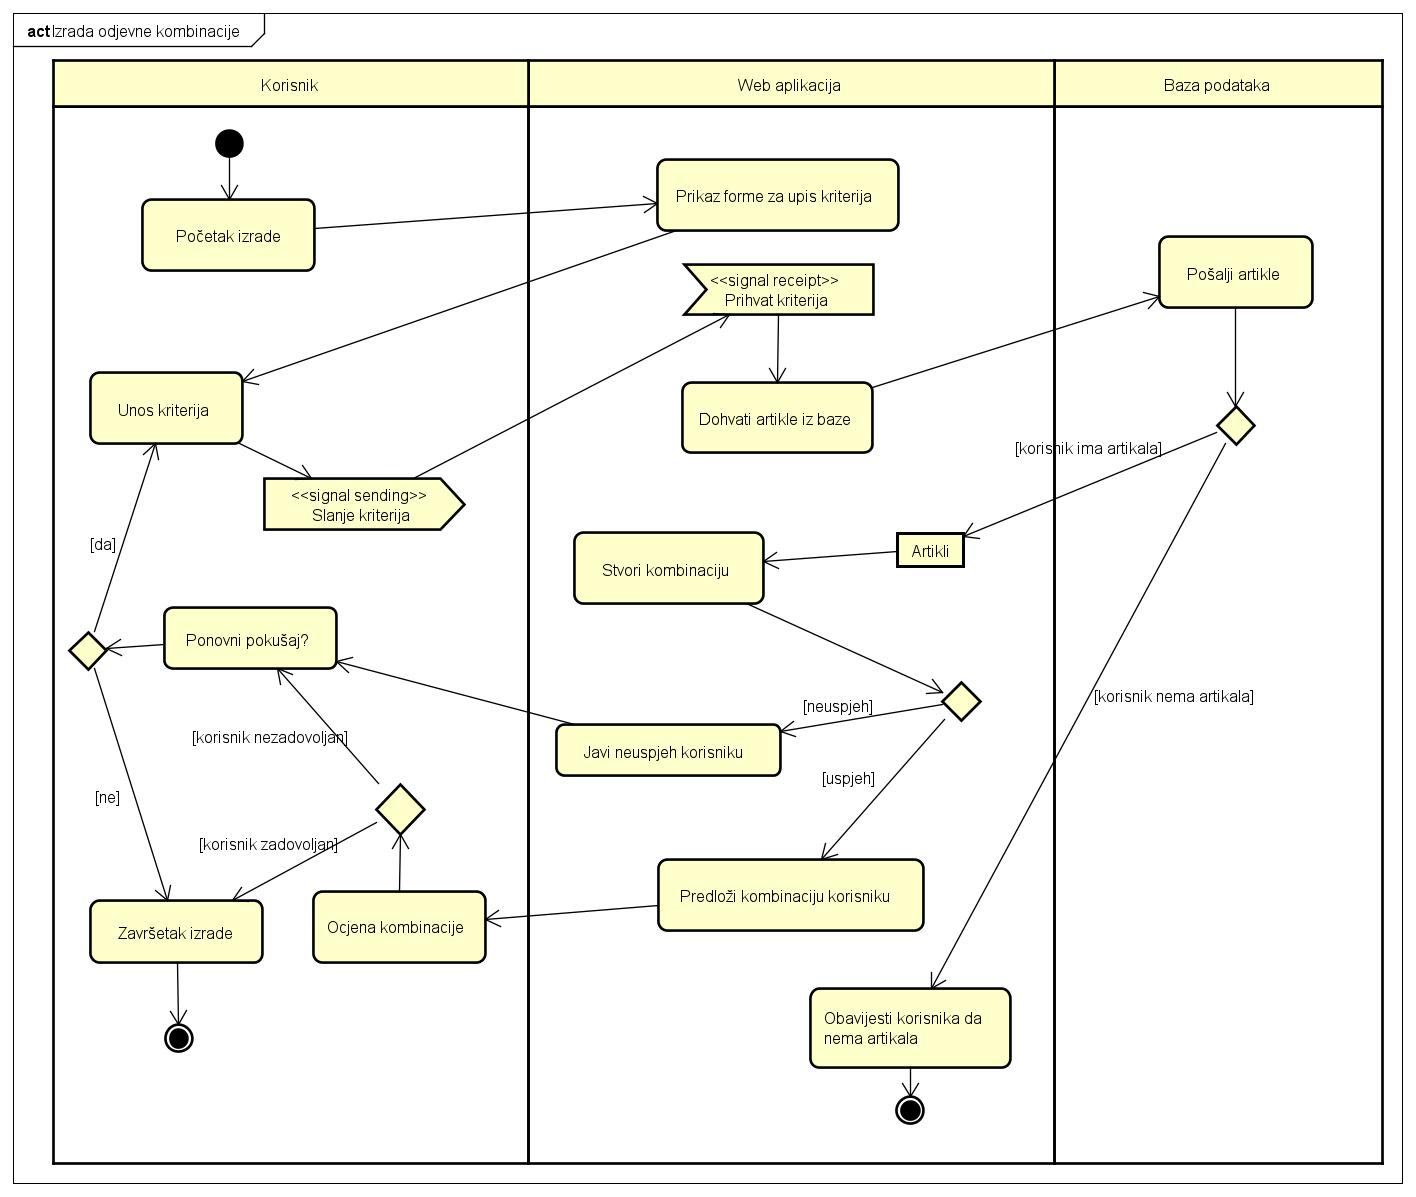 act Izrada odjevne kombinacije
Korisnik
Web aplikacija
Baza podataka
Početak izrade
Prikaz forme za upis kriterija
<<signal receipt>>
Prihvat kriterija
Pošalji artikle
Unos kriterija
Dohvati artikle iz baze
[korisnik ima artikala]
<<signal sending>>
Slanje kriterija
[da]
Artikli
Stvori kombinaciju
Ponovni pokušaj?
[korisnik nema artikala]
[neuspjeh]
[korisnik nezadovoljan]
Javi neuspjeh korisniku
[uspjeh]
[ne]
[korisnik zadovoljan]
Predloži kombinaciju korisniku
Završetak izrade
Ocjena kombinacije
Obavijesti korisnika da
nema artikala